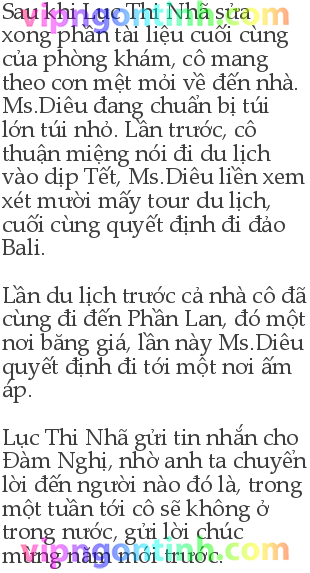 Sau khi Lục Thi Nhã sửa
xong phần tài liệu cuối cùng
của phòng khám, cô mang
theo cơn mệt mỏi về đến nhà.
Ms.Diêu đang chuẩn bị túi
lớn túi nhỏ. Lần trước, cô
thuận miệng nói đi du lịch
vào dịp Tết, Ms.Diêu liền xem
xét mười mấy tour du lịch,
cuối cùng quyết định đi đảo
Bali.
Lần du lịch trước cả nhà cô đã
cùng đi đến Phần Lan, đó một
nơi băng giá, lần này Ms.Diêu
quyết định đi tới một nơi ấm
áp.
Lục Thi Nhã gửi tin nhắn cho
Đàm Nghị, nhờ anh ta chuyển
lời đến người nào đó là, trong
một tuần tới cô sẽ không ở
trong nước, gửi lời chúc
mừng năm mới trước.
vipngontinh.com
vipngontinh.com